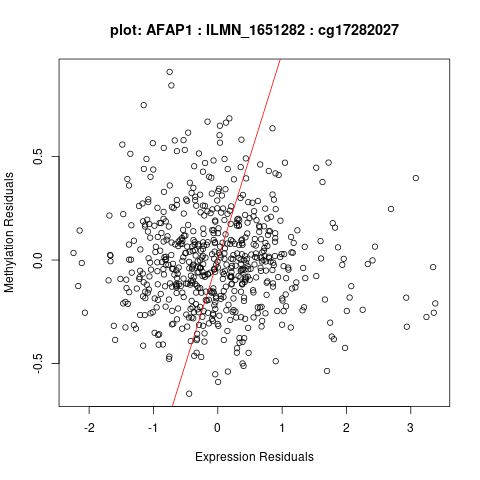 plot: AFAP1 : ILMN_1651282 : cg17282027
Methylation Residuals
0.5
0.0
-0.5
-2 -1 0 1 2 3
Expression Residuals